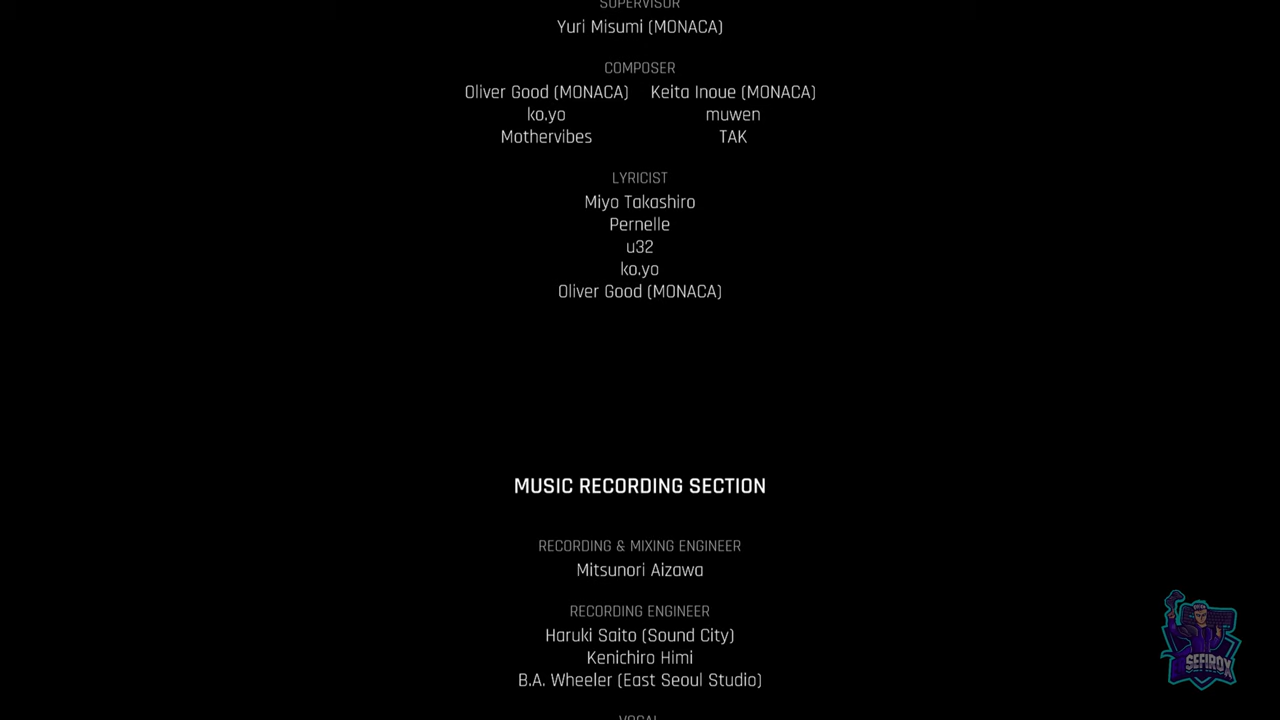 SUPERVISOR
Yuri Misumi (MONACA)
COMPOSER
Oliver Good (MONACA) Keita Inoue (MONACA)
ko.yo muwen
Mothervibes TAK
LYRICIST
Miyo Takashiro
Pernelle
u32
ko.yo
Oliver Good (MONACA)
MUSIC RECORDING SECTION
RECORDING & MIXING ENGINEER
Mitsunori Aizawa
RECORDING ENGINEER
Haruki Saito (Sound City)
Kenichiro Himi
B.A. Wheeler (East Seoul Studio)
VOCAL
SEFIROX